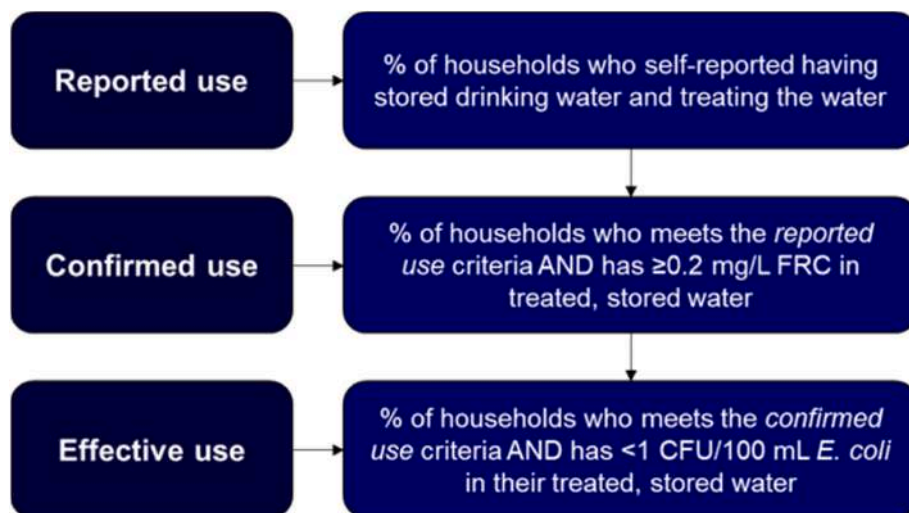 Reported use
% of households who self-reported having
stored drinking water and treating the water
Confirmed use
% of households who meets the reported
use criteria AND has ≥0.2 mg/L FRC in
treated, stored water
Effective use
% of households who meets the confirmed
use criteria AND has <1 CFU/100 mL E. coli
in their treated, stored water